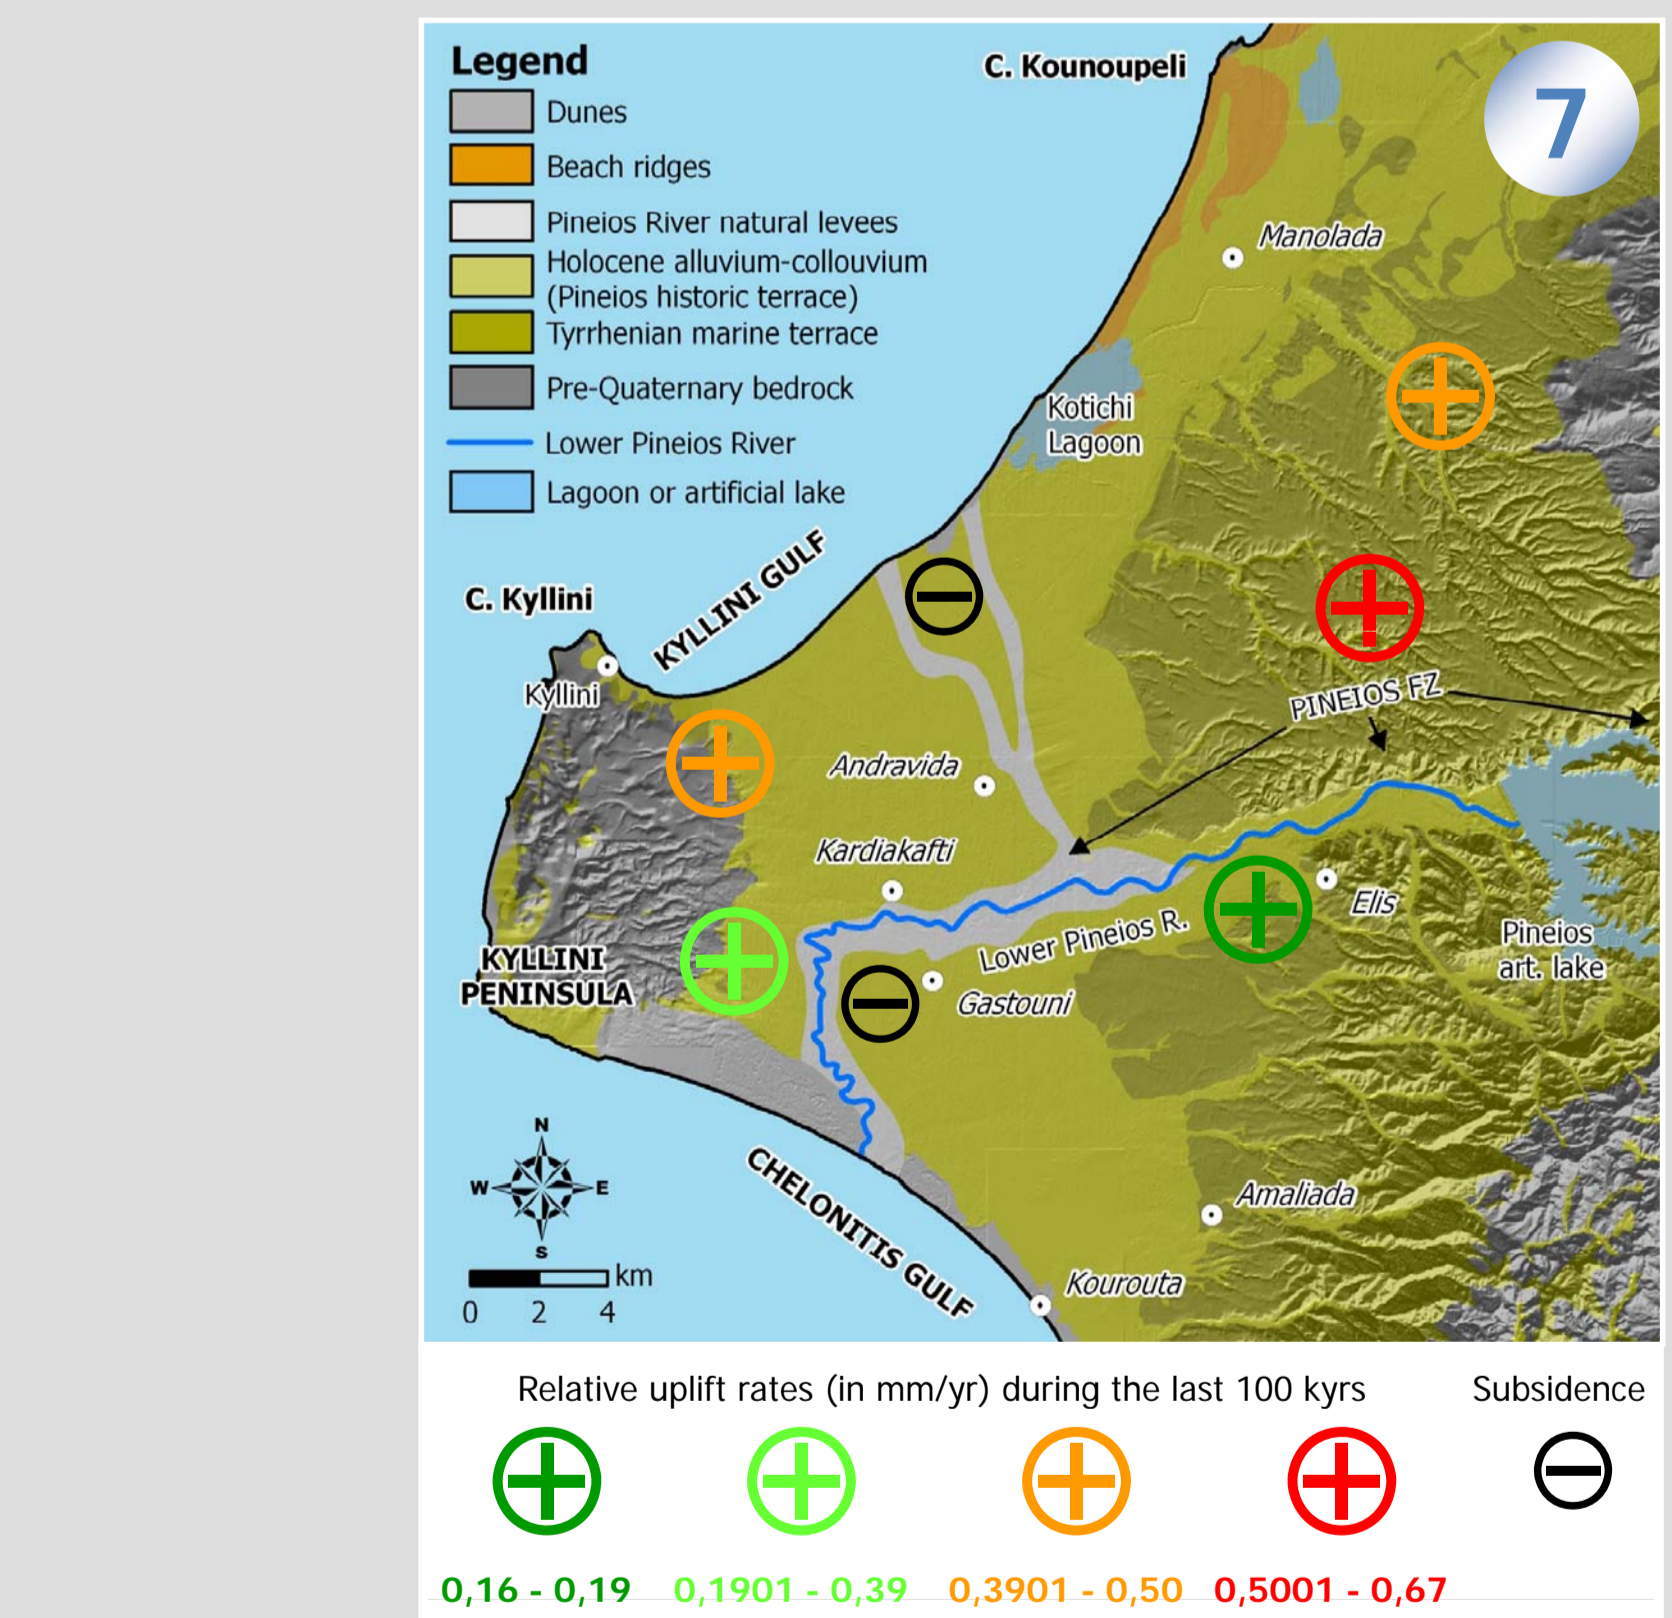 Legend
Dunes
Beach ridges
Pineios River natural levees
Holocene alluvium-collouvium
(Pineios historic terrace)
Tyrrhenian marine terrace
Pre-Quaternary bedrock
Lower Pineios River
Lagoon or artificial lake
C. Kounoupeli
7
Manolada
Kotichi
Lagoon
KYLLINI GULF
C. Kyllini
Kyllini
PINEIOS FZ
Andravida
Kardiakafti
Elis
Lower Pineios R.
Pineios
art. lake
KYLLINI
PENINSULA
Gastouni
CHELONITIS GULF
Amaliada
Kourouta
N
W E
S
km
0 2 4
Relative uplift rates (in mm/yr) during the last 100 kyrs
Subsidence
0,16 - 0,19 0,1901 - 0,39 0,3901 - 0,50 0,5001 - 0,67